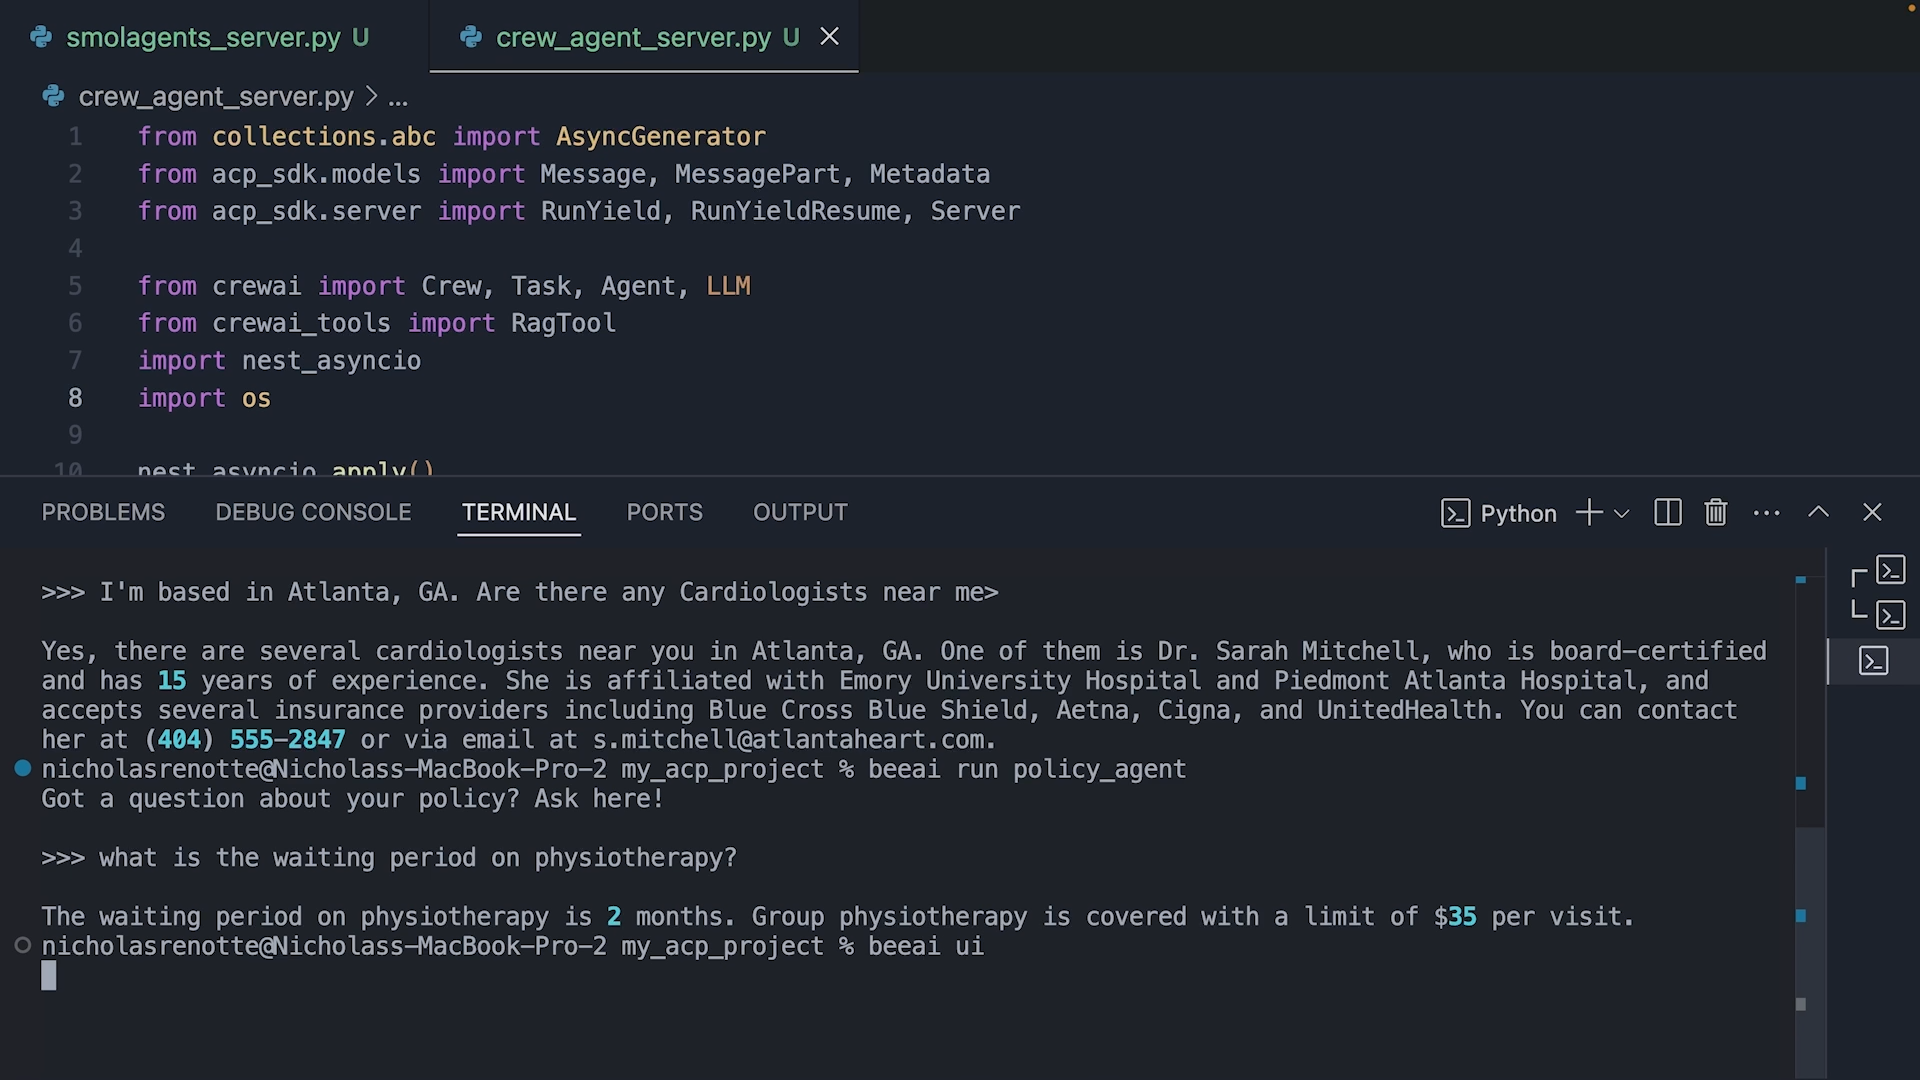 smolagents_server.py U
crew_agent_server.py U
crew_agent_server.py > ...
1 from collections.abc import AsyncGenerator
2 from acp_sdk.models import Message, MessagePart, Metadata
3 from acp_sdk.server import RunYield, RunYieldResume, Server
4
5 from crewai import Crew, Task, Agent, LLM
6 from crewai_tools import RagTool
7 import nest_asyncio
8 import os
9
10 nest_asyncio.apply()
PROBLEMS DEBUG CONSOLE TERMINAL PORTS OUTPUT Python
>>> I'm based in Atlanta, GA. Are there any Cardiologists near me>
Yes, there are several cardiologists near you in Atlanta, GA. One of them is Dr. Sarah Mitchell, who is board-certified
and has 15 years of experience. She is affiliated with Emory University Hospital and Piedmont Atlanta Hospital, and
accepts several insurance providers including Blue Cross Blue Shield, Aetna, Cigna, and UnitedHealth. You can contact
her at (404) 555-2847 or via email at s.mitchell@atlantaheart.com.
nicholasrenotte@Nicholass-MacBook-Pro-2 my_acp_project % beeai run policy_agent
Got a question about your policy? Ask here!
>>> what is the waiting period on physiotherapy?
The waiting period on physiotherapy is 2 months. Group physiotherapy is covered with a limit of $35 per visit.
nicholasrenotte@Nicholass-MacBook-Pro-2 my_acp_project % beeai ui